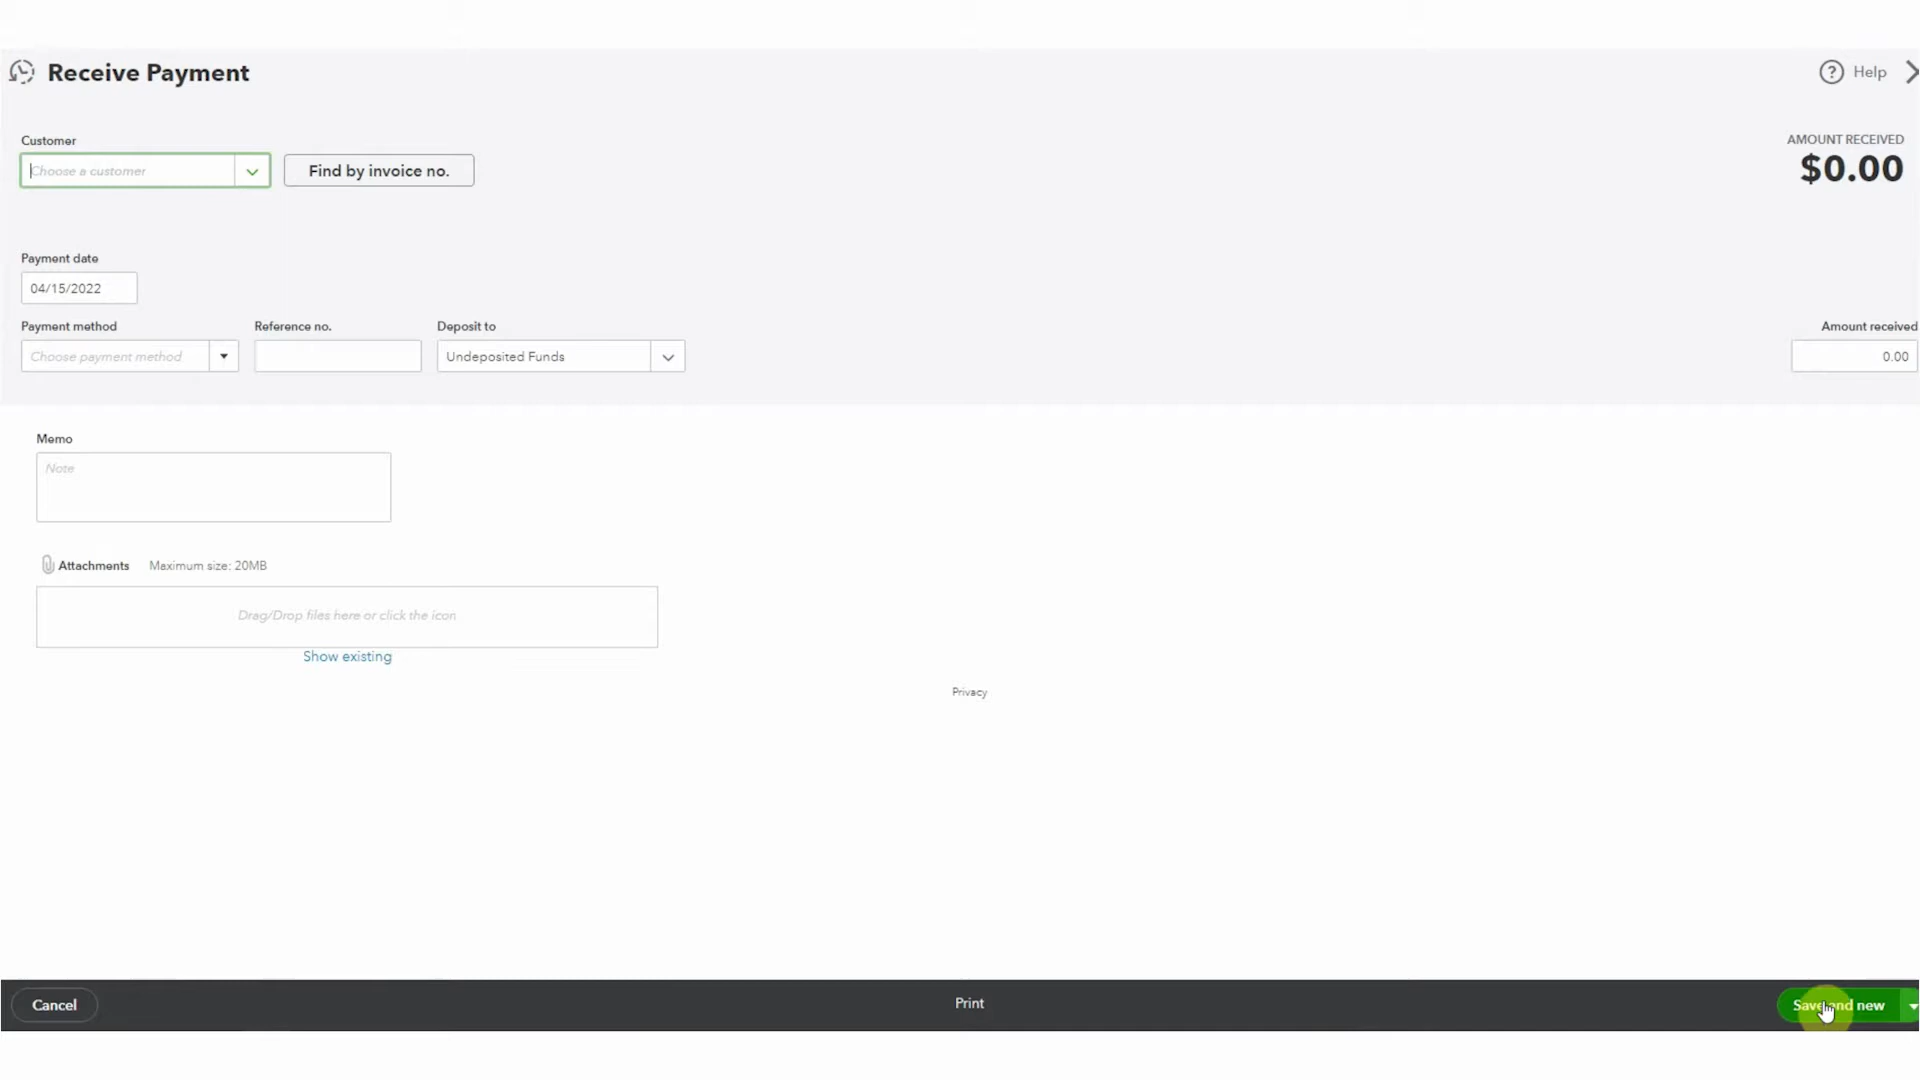 Receive Payment
Help
Customer
AMOUNT RECEIVED
Choose a customer
Find by invoice no.
$0.00
Payment date
04/15/2022
Payment method
Reference no.
Deposit to
Amount received
Choose payment method
Undeposited Funds
0.00
Memo
Note
Attachments Maximum size: 20MB
Drag/Drop files here or click the icon
Show existing
Privacy
Cancel
Print
Save and new